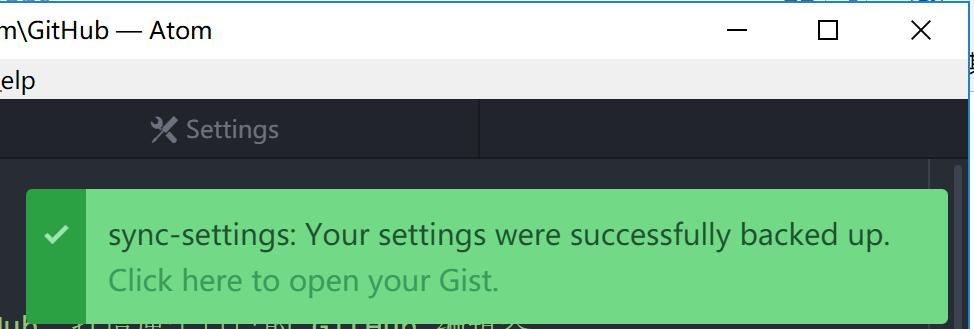 m\GitHub — Atom
elp
Settings
sync-settings: Your settings were successfully backed up.
Click here to open your Gist.